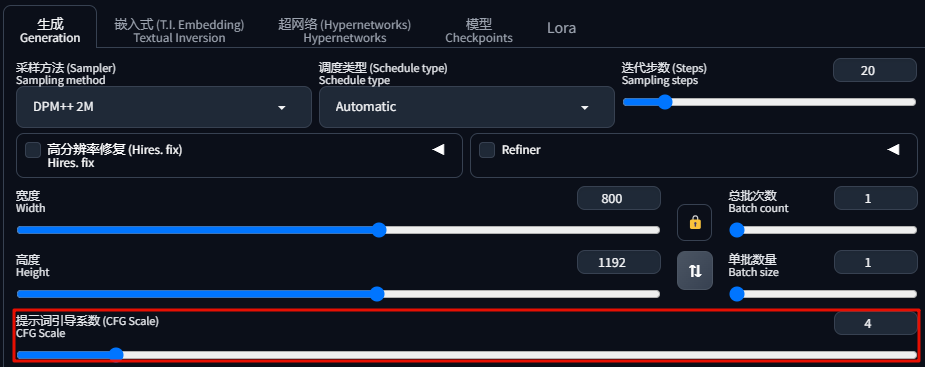 生成
Generation
嵌入式 (T.I. Embedding)
Textual Inversion
超网络 (Hypernetworks)
Hypernetworks
模型
Checkpoints
Lora
采样方法 (Sampler)
Sampling method
DPM++ 2M
调度类型 (Schedule type)
Schedule type
Automatic
迭代步数 (Steps)
Sampling steps
20
高分辨率修复 (Hires. fix)
Hires. fix
Refiner
宽度
Width
800
总批次数
Batch count
1
高度
Height
1192
单批数量
Batch size
1
提示词引导系数 (CFG Scale)
CFG Scale
4